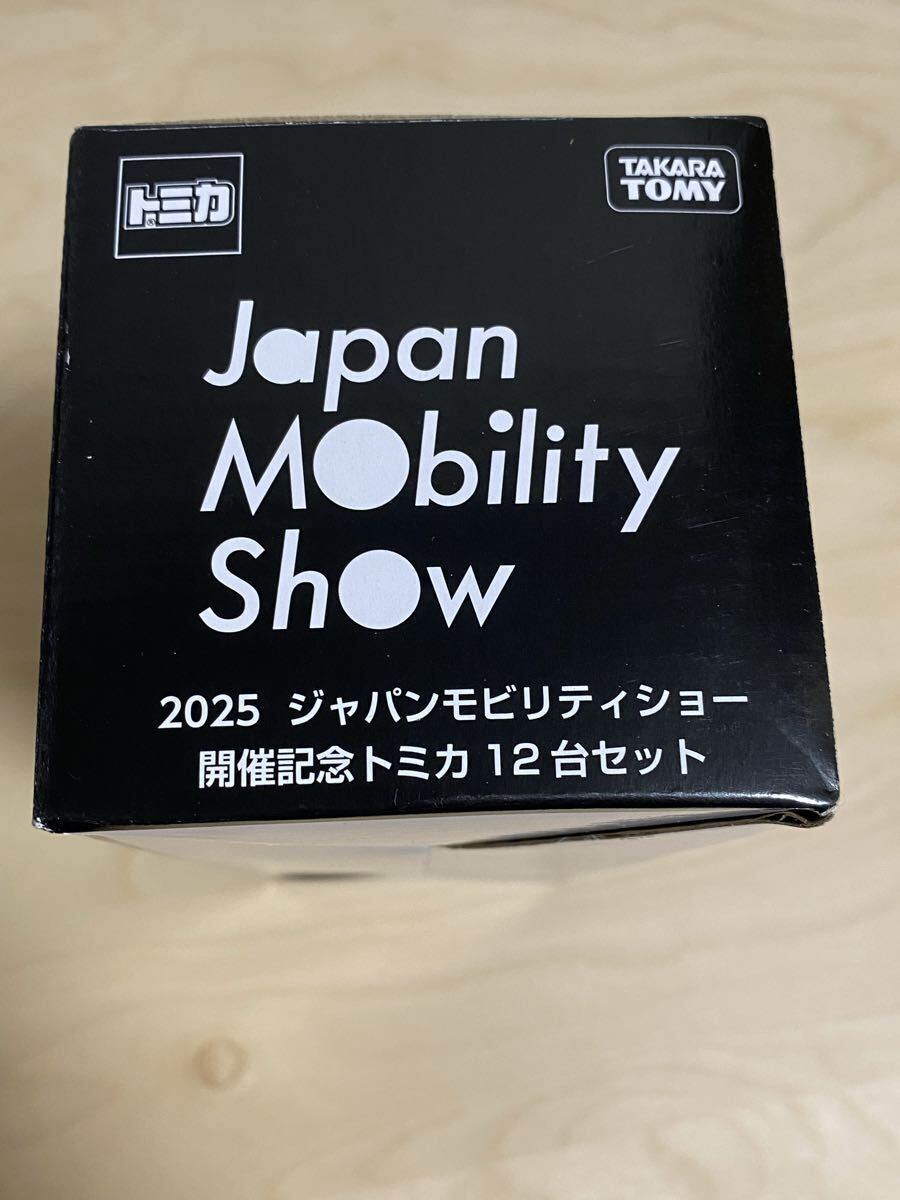 トミカ®
TAKARA
TOMY
Japan
MObility
Show
2025 ジャパンモビリティショー
開催記念トミカ 12台セット